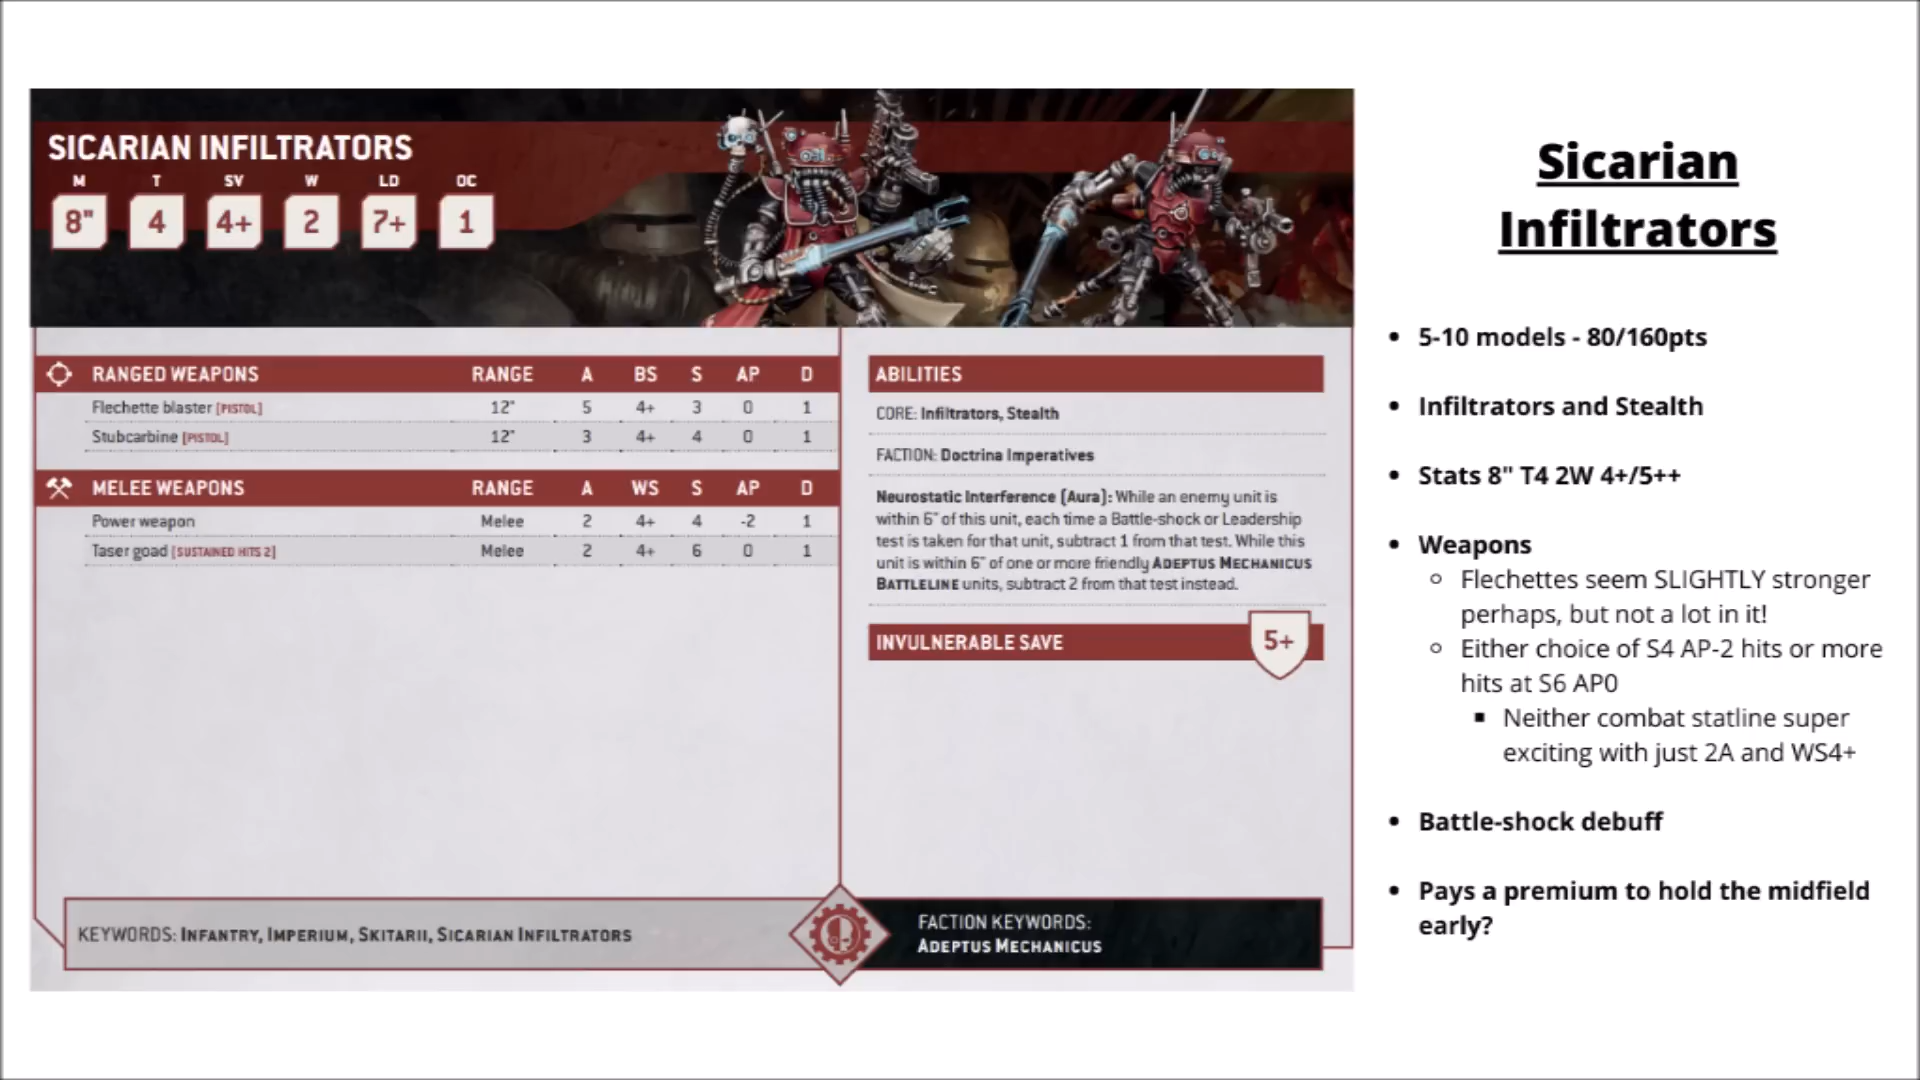 SICARIAN INFILTRATORS
M T SV W LD OC
8" 4 4+ 2 7+ 1
RANGED WEAPONS RANGE A BS S AP D
Flechette blaster [PISTOL] 12" 5 4+ 3 0 1
Stubcarbine [PISTOL] 12" 3 4+ 4 0 1
MELEE WEAPONS RANGE A WS S AP D
Power weapon Melee 2 4+ 4 -2 1
Taser goad [SUSTAINED HITS 2] Melee 2 4+ 6 0 1
ABILITIES
CORE: Infiltrators, Stealth
FACTION: Doctrina Imperatives
Neurostatic Interference (Aura): While an enemy unit is
within 6" of this unit, each time a Battle-shock or Leadership
test is taken for that unit, subtract 1 from that test. While this
unit is within 6" of one or more friendly ADEPTUS MECHANICUS
BATTLELINE units, subtract 2 from that test instead.
INVULNERABLE SAVE 5+
KEYWORDS: INFANTRY, IMPERIUM, SKITARII, SICARIAN INFILTRATORS
FACTION KEYWORDS:
ADEPTUS MECHANICUS
Sicarian
Infiltrators
• 5-10 models - 80/160pts
• Infiltrators and Stealth
• Stats 8" T4 2W 4+/5++
• Weapons
◦ Flechettes seem SLIGHTLY stronger
perhaps, but not a lot in it!
◦ Either choice of S4 AP-2 hits or more
hits at S6 AP0
▪ Neither combat statline super
exciting with just 2A and WS4+
• Battle-shock debuff
• Pays a premium to hold the midfield
early?